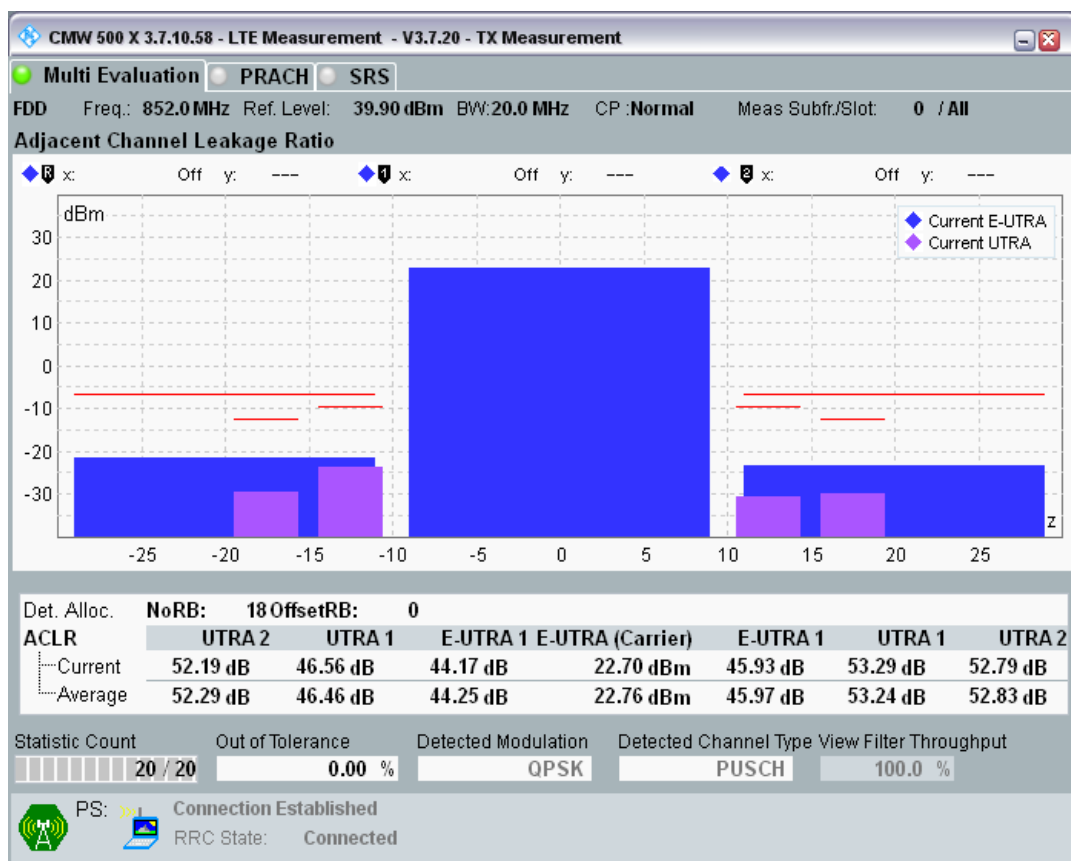 CMW 500 X 3.7.10.58 - LTE Measurement - V3.7.20 - TX Measurement
Multi Evaluation PRACH SRS
FDD Freq.: 852.0 MHz Ref. Level: 39.90 dBm BW:20.0 MHz CP :Normal Meas Subfr./Slot: 0 / All
Adjacent Channel Leakage Ratio
R x: Off y: --- 1 x: Off y: --- 2 x: Off y: ---
dBm
Current E-UTRA
Current UTRA
30
20
10
0
-10
-20
-30
z
-25 -20 -15 -10 -5 0 5 10 15 20 25
Det. Alloc. NoRB: 18 OffsetRB: 0
ACLR UTRA 2 UTRA 1 E-UTRA 1 E-UTRA (Carrier) E-UTRA 1 UTRA 1 UTRA 2
Current 52.19 dB 46.56 dB 44.17 dB 22.70 dBm 45.93 dB 53.29 dB 52.79 dB
Average 52.29 dB 46.46 dB 44.25 dB 22.76 dBm 45.97 dB 53.24 dB 52.83 dB
Statistic Count Out of Tolerance Detected Modulation Detected Channel Type View Filter Throughput
20 / 20 0.00 % QPSK PUSCH 100.0 %
PS: Connection Established
RRC State: Connected